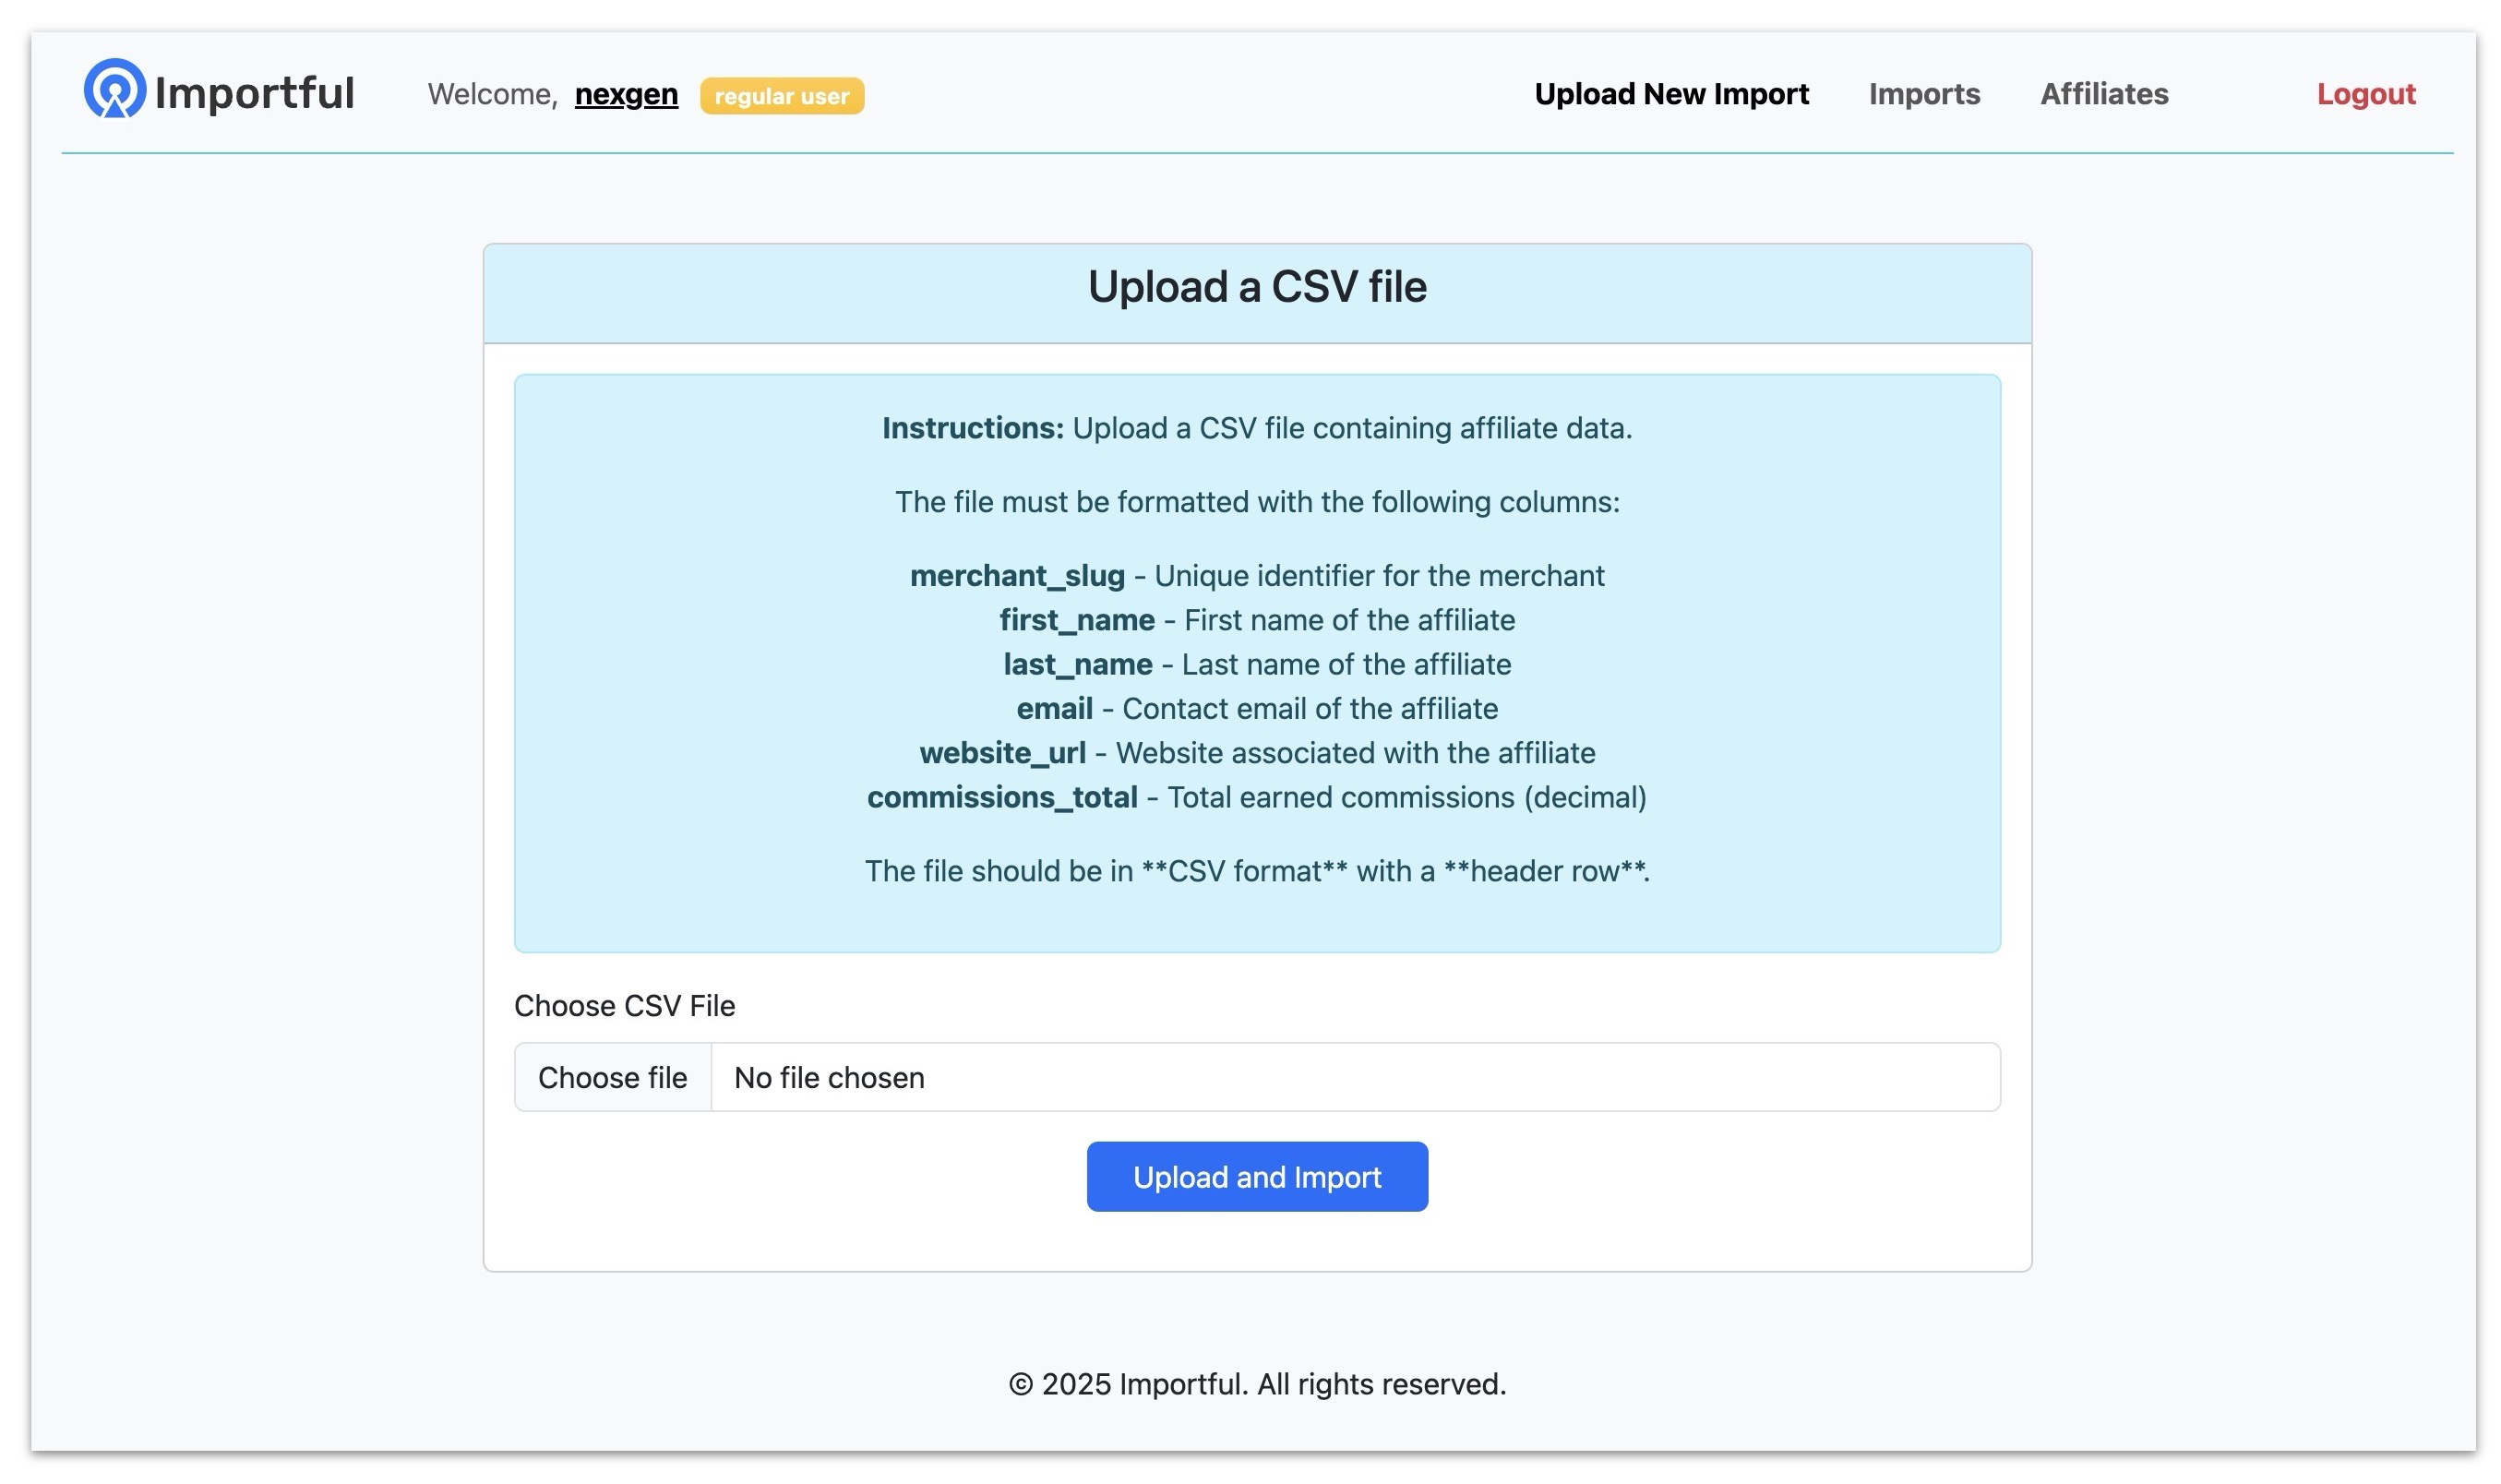 Importful
Welcome, nexgen regular user
Upload New Import Imports Affiliates Logout
Upload a CSV file
Instructions: Upload a CSV file containing affiliate data.
The file must be formatted with the following columns:
merchant_slug - Unique identifier for the merchant
first_name - First name of the affiliate
last_name - Last name of the affiliate
email - Contact email of the affiliate
website_url - Website associated with the affiliate
commissions_total - Total earned commissions (decimal)
The file should be in **CSV format** with a **header row**.
Choose CSV File
Choose file No file chosen
Upload and Import
© 2025 Importful. All rights reserved.